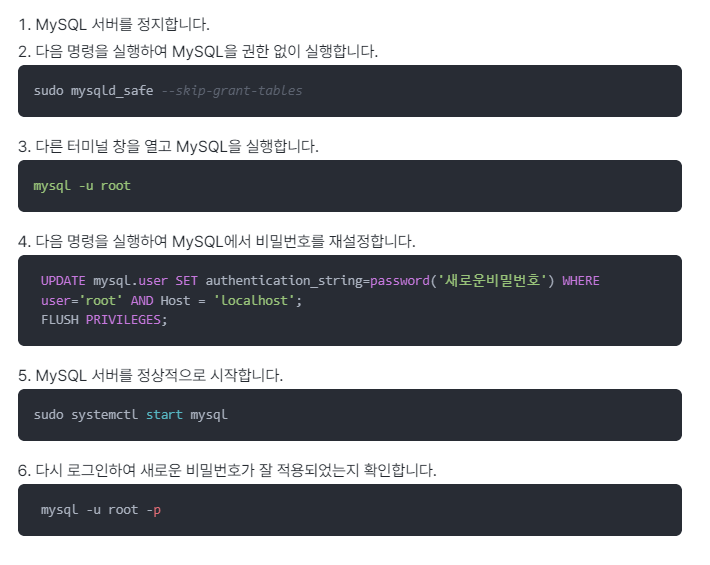 1. MySQL 서버를 정지합니다.
2. 다음 명령을 실행하여 MySQL을 권한 없이 실행합니다.
sudo mysqld_safe --skip-grant-tables
3. 다른 터미널 창을 열고 MySQL을 실행합니다.
mysql -u root
4. 다음 명령을 실행하여 MySQL에서 비밀번호를 재설정합니다.
UPDATE mysql.user SET authentication_string=password('새로운비밀번호') WHERE
user='root' AND Host = 'localhost';
FLUSH PRIVILEGES;
5. MySQL 서버를 정상적으로 시작합니다.
sudo systemctl start mysql
6. 다시 로그인하여 새로운 비밀번호가 잘 적용되었는지 확인합니다.
mysql -u root -p